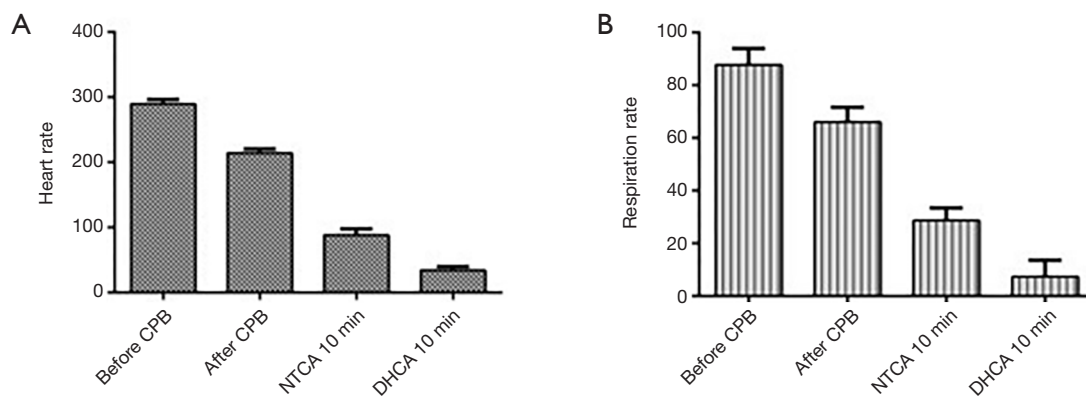 A
400
300
200
100
0
Heart rate
Before CPB
After CPB
NTCA 10 min
DHCA 10 min
B
100
80
60
40
20
0
Respiration rate
Before CPB
After CPB
NTCA 10 min
DHCA 10 min